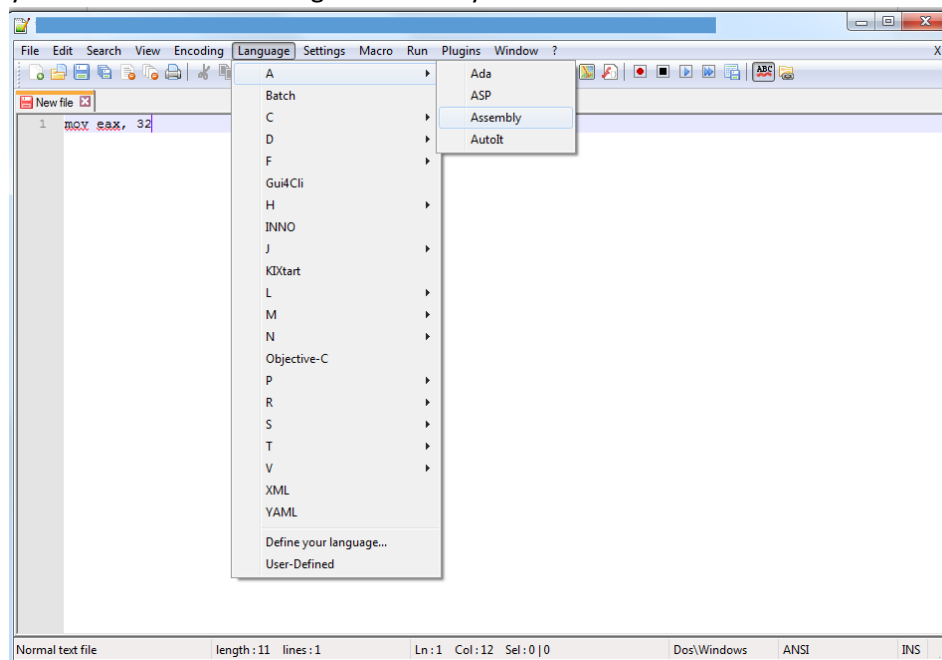 File Edit Search View Encoding Language Settings Macro Run Plugins Window ? X
ABC
New file
1 mov eax, 32
A
Batch
C
D
F
Gui4Cli
H
INNO
J
KIXtart
L
M
N
Objective-C
P
R
S
T
V
XML
YAML
Define your language...
User-Defined
Ada
ASP
Assembly
AutoIt
Normal text file length : 11 lines : 1 Ln : 1 Col : 12 Sel : 0 | 0 Dos\Windows ANSI INS